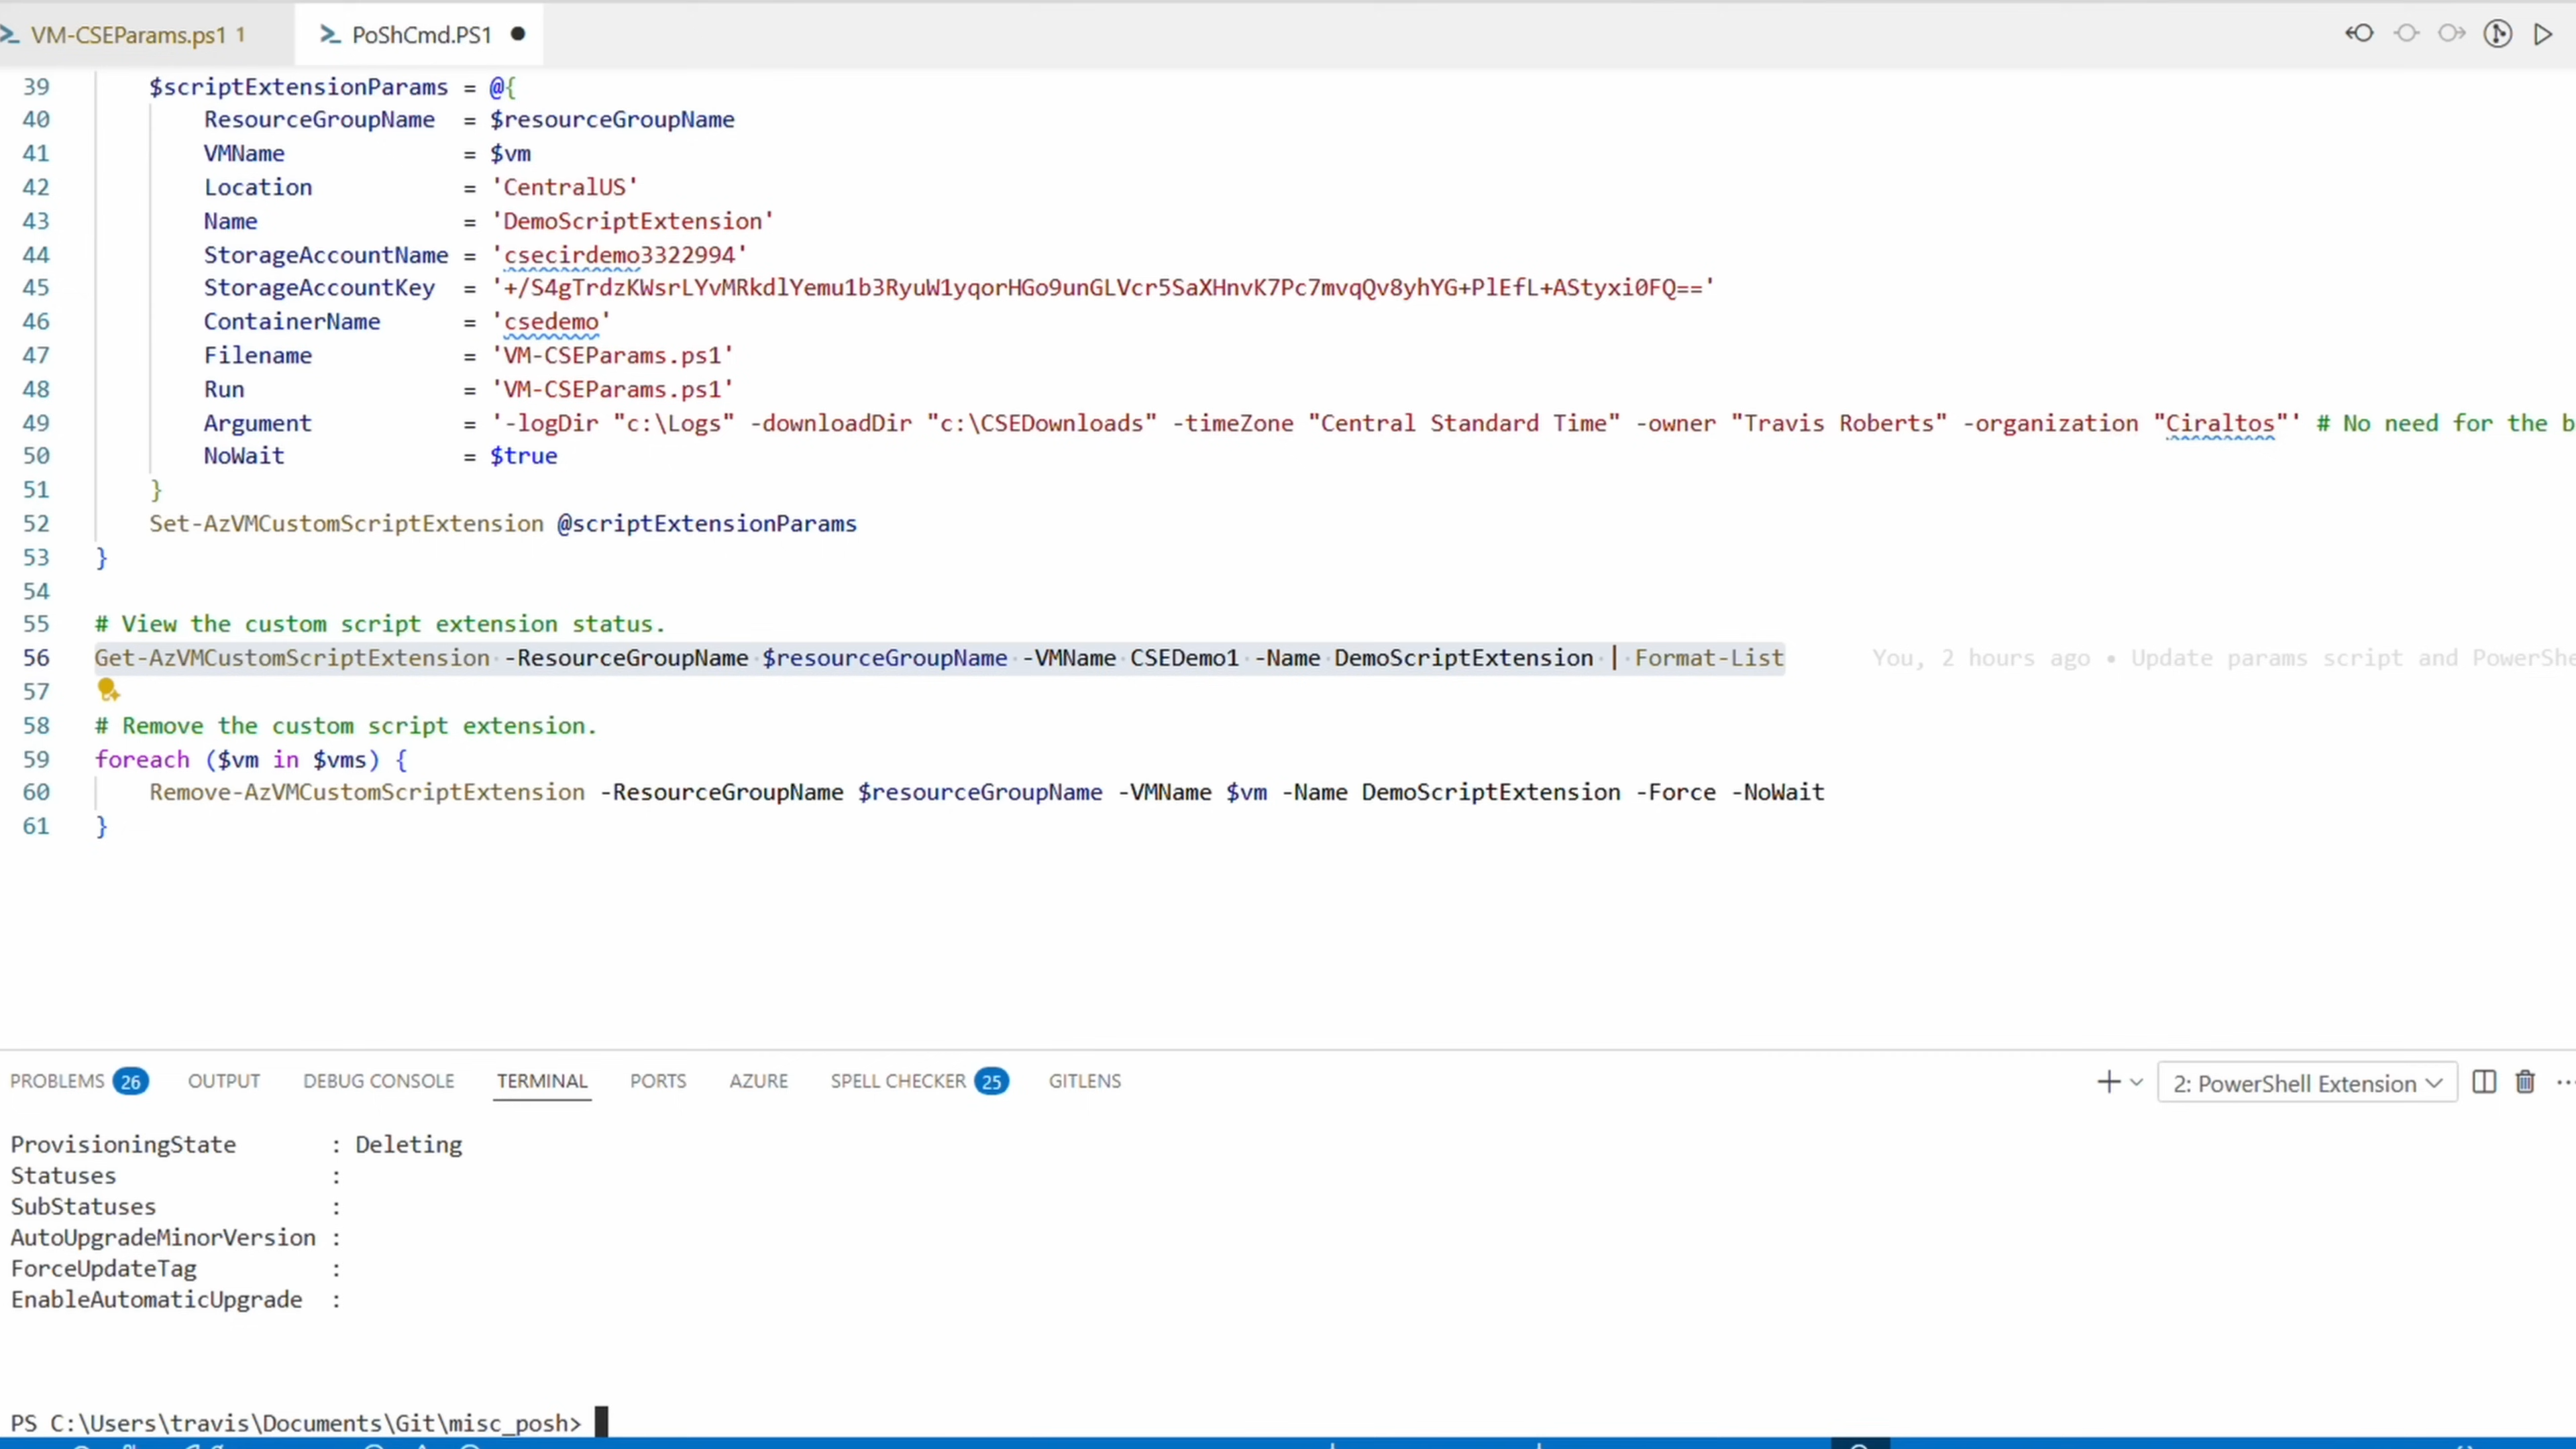 VM-CSEParams.ps1 1
PoShCmd.PS1
39 $scriptExtensionParams = @{
40 ResourceGroupName = $resourceGroupName
41 VMName = $vm
42 Location = 'CentralUS'
43 Name = 'DemoScriptExtension'
44 StorageAccountName = 'csecirdemo3322994'
45 StorageAccountKey = '+/S4gTrdzKWsrLYvMRkdlYemu1b3RyuW1yqorHGo9unGLVcr5SaXHnvK7Pc7mvqQv8yhYG+PlEfL+AStyxi0FQ=='
46 ContainerName = 'csedemo'
47 Filename = 'VM-CSEParams.ps1'
48 Run = 'VM-CSEParams.ps1'
49 Argument = '-logDir "c:\Logs" -downloadDir "c:\CSEDownloads" -timeZone "Central Standard Time" -owner "Travis Roberts" -organization "Ciraltos"' # No need for the b
50 NoWait = $true
51 }
52 Set-AzVMCustomScriptExtension @scriptExtensionParams
53 }
54
55 # View the custom script extension status.
56 Get-AzVMCustomScriptExtension -ResourceGroupName $resourceGroupName -VMName CSEDemo1 -Name DemoScriptExtension | Format-List You, 2 hours ago • Update params script and PowerShe
57
58 # Remove the custom script extension.
59 foreach ($vm in $vms) {
60 Remove-AzVMCustomScriptExtension -ResourceGroupName $resourceGroupName -VMName $vm -Name DemoScriptExtension -Force -NoWait
61 }
PROBLEMS 26 OUTPUT DEBUG CONSOLE TERMINAL PORTS AZURE SPELL CHECKER 25 GITLENS 2: PowerShell Extension
ProvisioningState : Deleting
Statuses :
SubStatuses :
AutoUpgradeMinorVersion :
ForceUpdateTag :
EnableAutomaticUpgrade :
PS C:\Users\travis\Documents\Git\misc_posh>